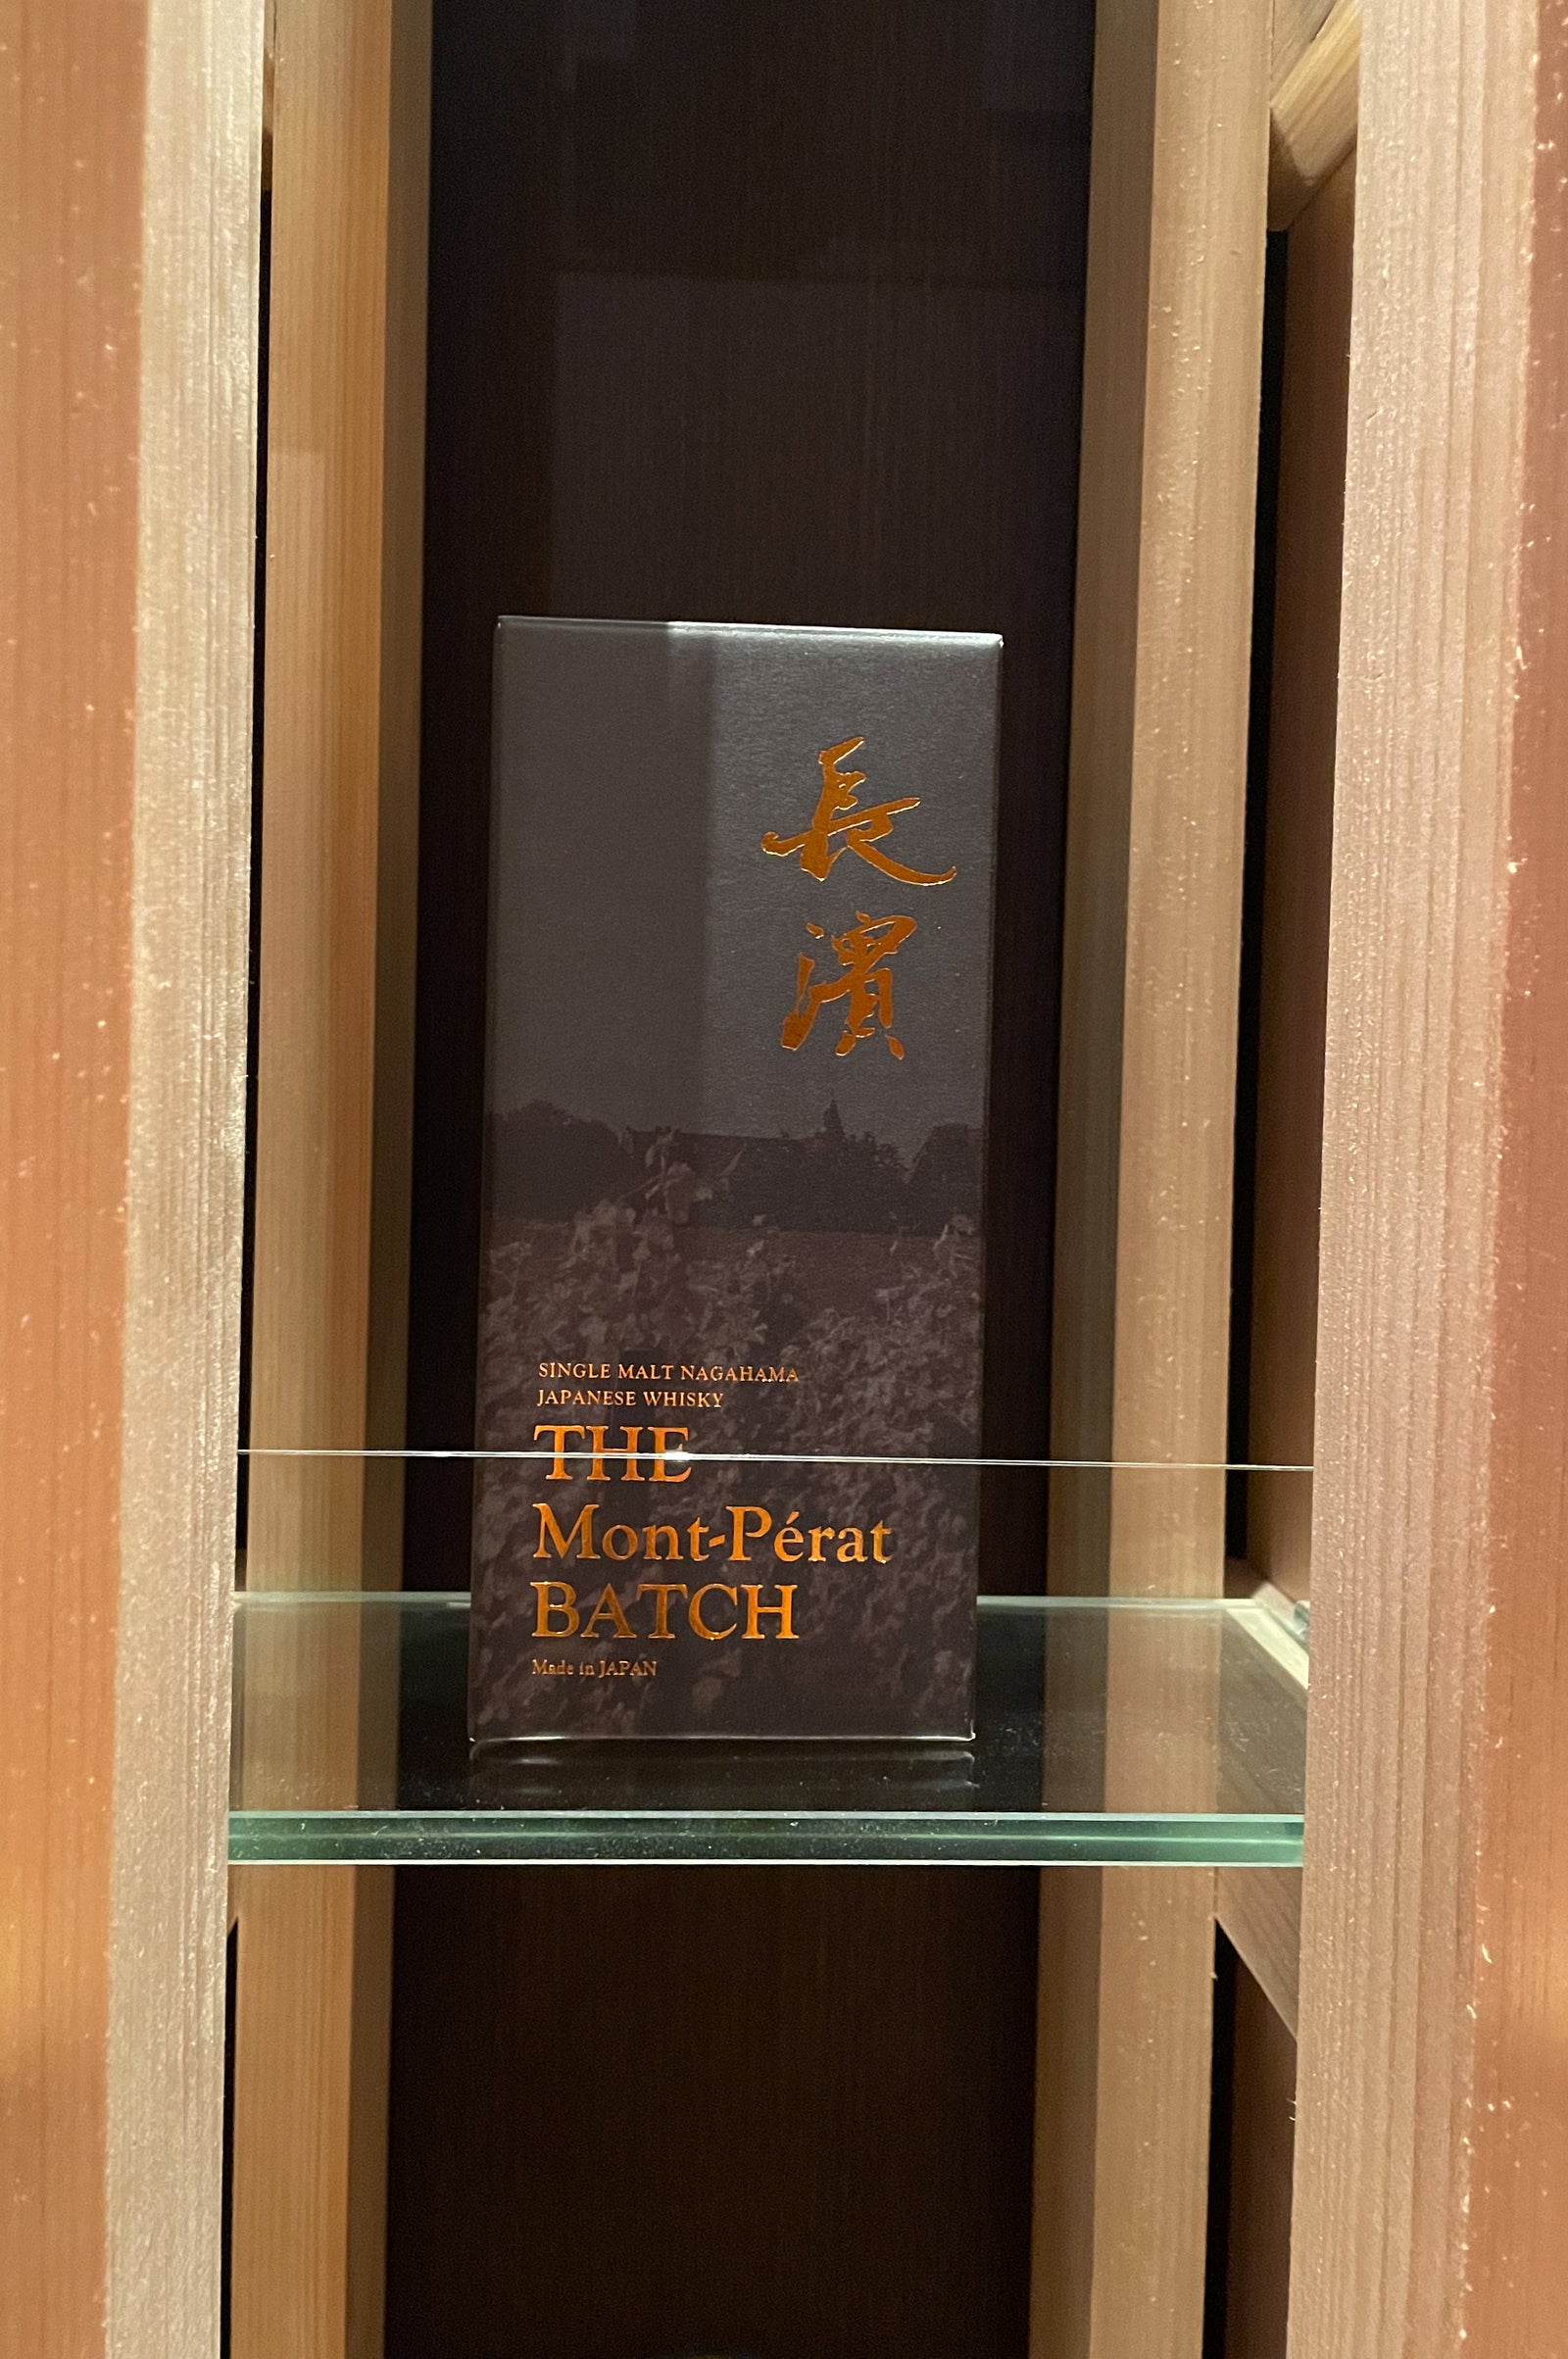 長濱
SINGLE MALT NAGAHAMA
JAPANESE WHISKY
THE
Mont-Pérat
BATCH
Made in JAPAN